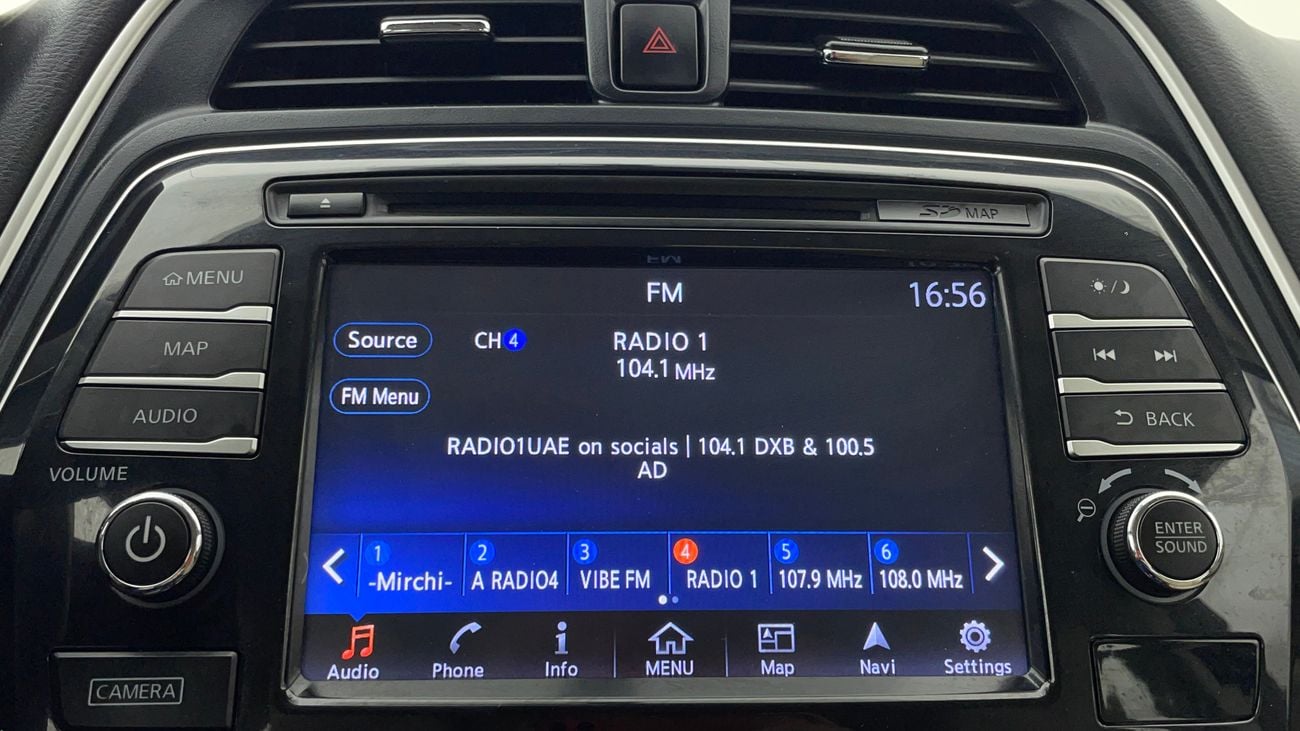 SD MAP
MENU
MAP
AUDIO
VOLUME
CAMERA
FM
16:56
Source
CH 4
RADIO 1
104.1 MHz
FM Menu
RADIO1UAE on socials | 104.1 DXB & 100.5
AD
1 2 3 4 5 6
-Mirchi- A RADIO4 VIBE FM RADIO 1 107.9 MHz 108.0 MHz
Audio Phone Info MENU Map Navi Settings
BACK
ENTER
SOUND